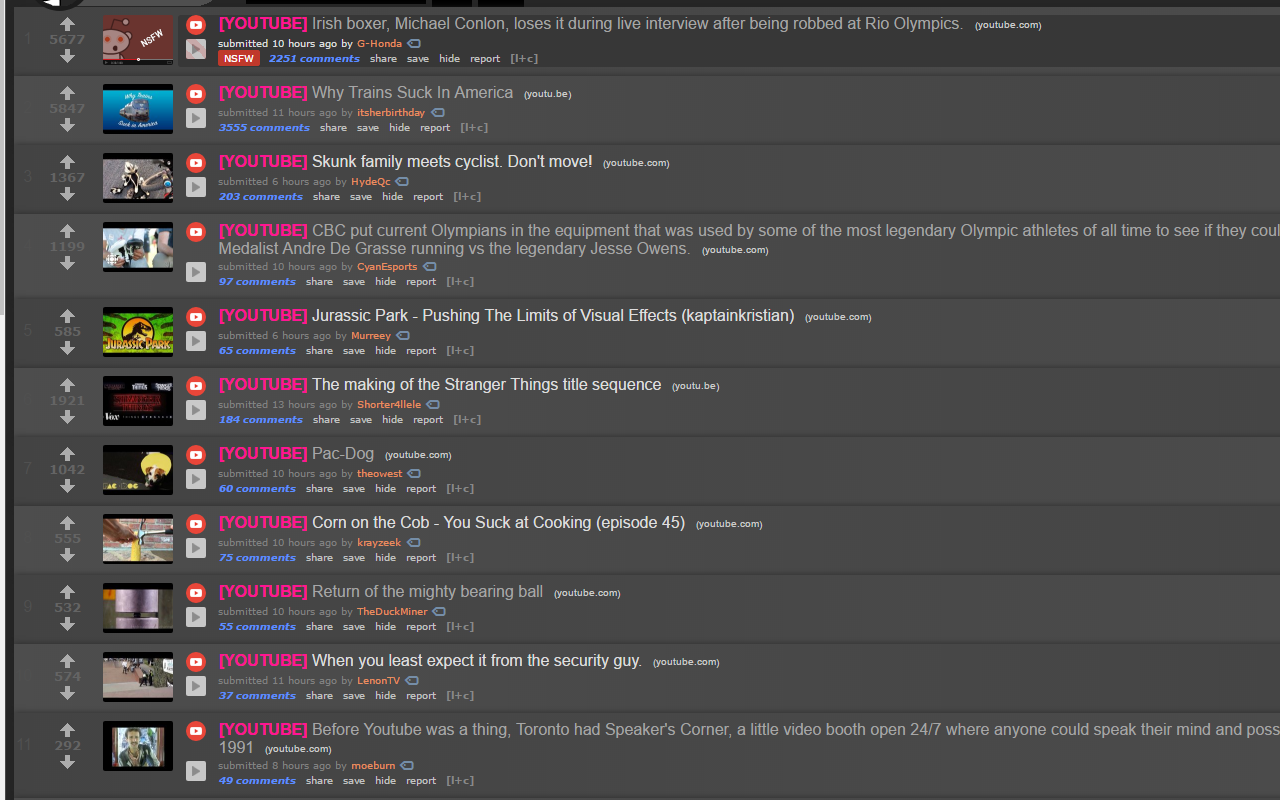 1
5677
NSFW
[YOUTUBE] Irish boxer, Michael Conlon, loses it during live interview after being robbed at Rio Olympics. (youtube.com)
submitted 10 hours ago by G-Honda
NSFW 2251 comments share save hide report [l+c]
5847
Why Trains
Suck in America
[YOUTUBE] Why Trains Suck In America (youtu.be)
submitted 11 hours ago by itsherbirthday
3555 comments share save hide report [l+c]
3
1367
[YOUTUBE] Skunk family meets cyclist. Don't move! (youtube.com)
submitted 6 hours ago by HydeQc
203 comments share save hide report [l+c]
1199
[YOUTUBE] CBC put current Olympians in the equipment that was used by some of the most legendary Olympic athletes of all time to see if they coul
Medalist Andre De Grasse running vs the legendary Jesse Owens. (youtube.com)
submitted 10 hours ago by CyanEsports
97 comments share save hide report [l+c]
5
585
JURASSIC PARK
[YOUTUBE] Jurassic Park - Pushing The Limits of Visual Effects (kaptainkristian) (youtube.com)
submitted 6 hours ago by Murreey
65 comments share save hide report [l+c]
1921
Vox
[YOUTUBE] The making of the Stranger Things title sequence (youtu.be)
submitted 13 hours ago by Shorter4llele
184 comments share save hide report [l+c]
7
1042
[YOUTUBE] Pac-Dog (youtube.com)
submitted 10 hours ago by theowest
60 comments share save hide report [l+c]
555
[YOUTUBE] Corn on the Cob - You Suck at Cooking (episode 45) (youtube.com)
submitted 10 hours ago by krayzeek
75 comments share save hide report [l+c]
9
532
[YOUTUBE] Return of the mighty bearing ball (youtube.com)
submitted 10 hours ago by TheDuckMiner
55 comments share save hide report [l+c]
574
[YOUTUBE] When you least expect it from the security guy. (youtube.com)
submitted 11 hours ago by LenonTV
37 comments share save hide report [l+c]
11
292
[YOUTUBE] Before Youtube was a thing, Toronto had Speaker's Corner, a little video booth open 24/7 where anyone could speak their mind and poss
1991 (youtube.com)
submitted 8 hours ago by moeburn
49 comments share save hide report [l+c]